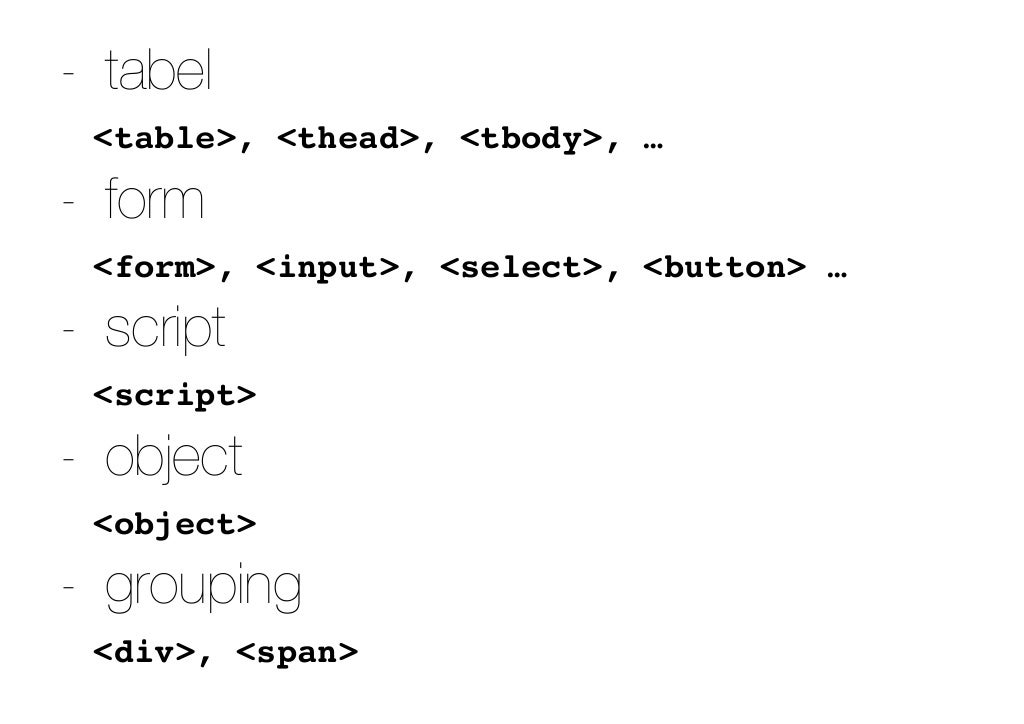 - tabel
<table>, <thead>, <tbody>, …
- form
<form>, <input>, <select>, <button> …
- script
<script>
- object
<object>
- grouping
<div>, <span>